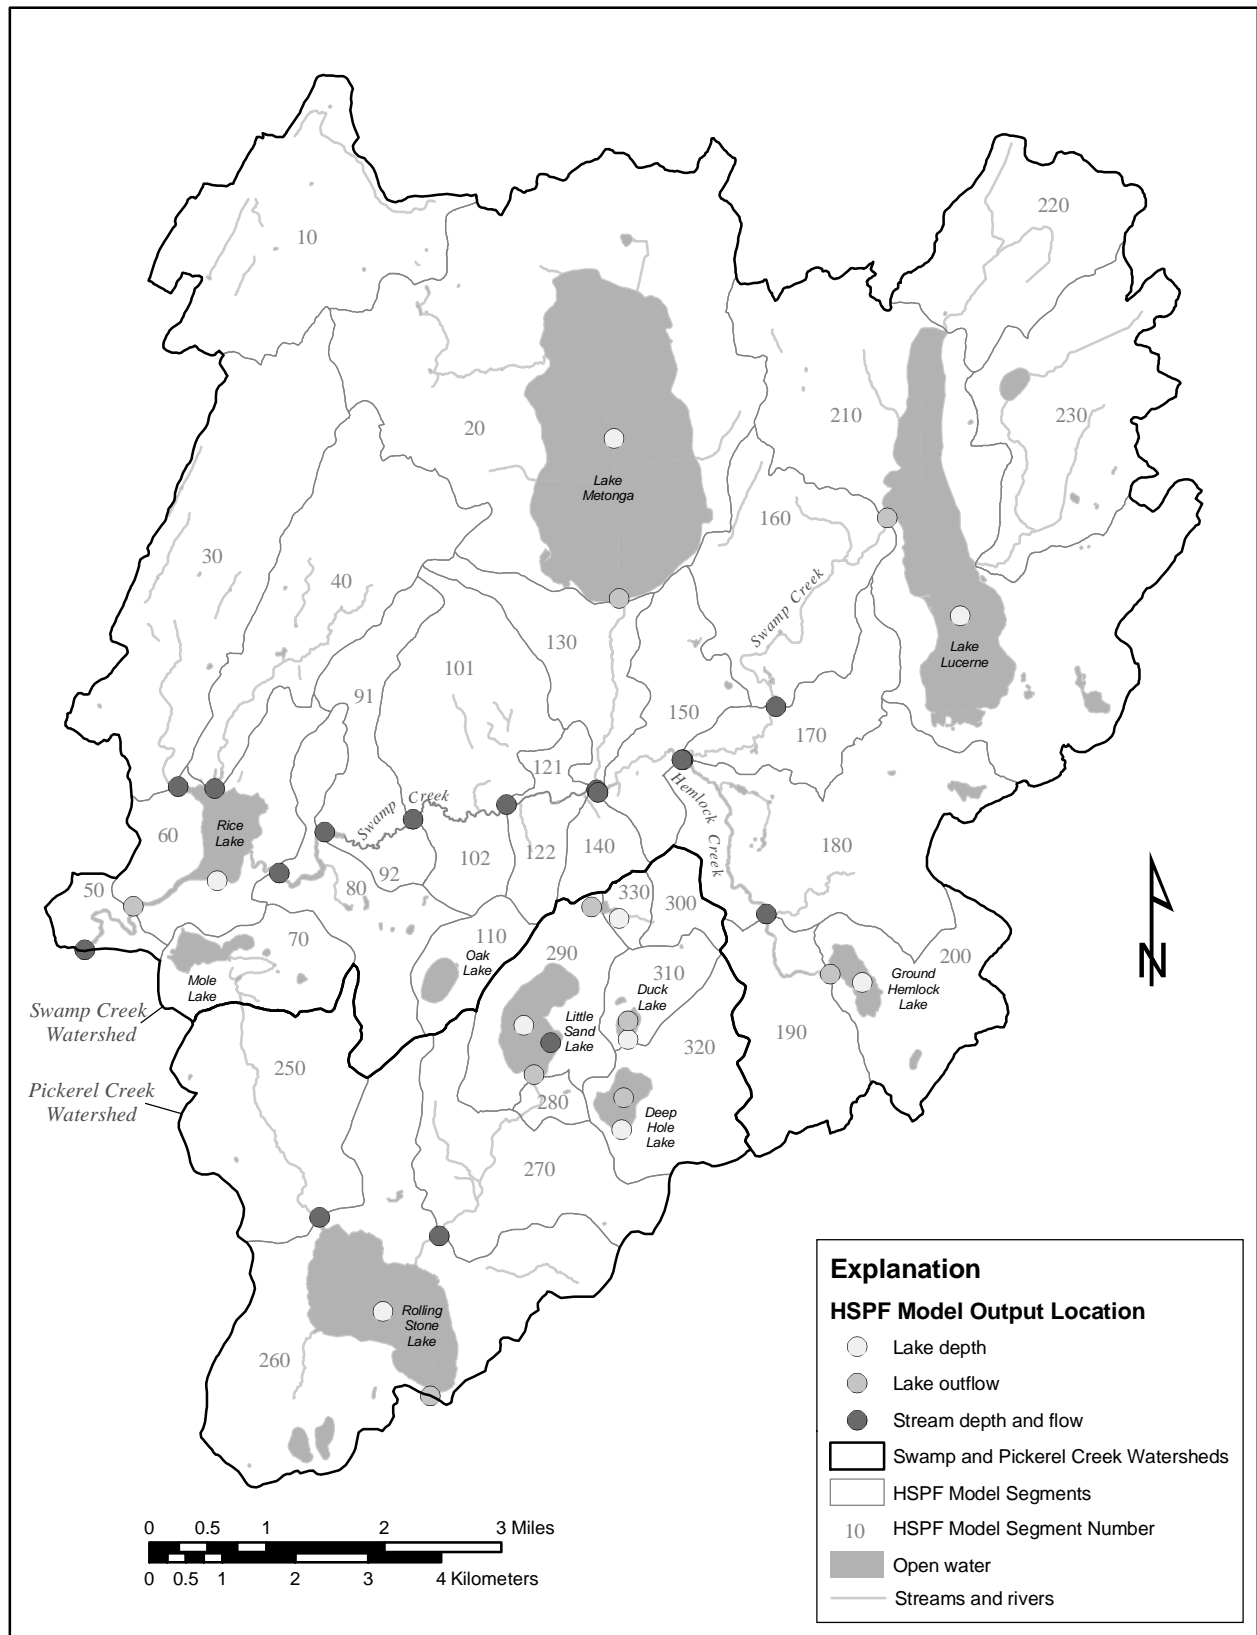 10
220
20
210
230
Lake
Metonga
160
30
40
Swamp Creek
130
Lake
Lucerne
101
91
150
170
121
Swamp Creek
Hemlock Creek
Rice
Lake
60
140
180
102
122
92
80
50
330
300
70
110
Oak
Lake
290
200
310
Duck
Lake
Ground
Hemlock
Lake
Mole
Lake
Little
Sand
Lake
Swamp Creek
Watershed
190
320
250
Pickerel Creek
Watershed
280
Deep
Hole
Lake
270
N
Rolling
Stone
Lake
260
Explanation
HSPF Model Output Location
Lake depth
Lake outflow
Stream depth and flow
Swamp and Pickerel Creek Watersheds
HSPF Model Segments
10 HSPF Model Segment Number
Open water
Streams and rivers
0 0.5 1 2 3 Miles
0 0.5 1 2 3 4 Kilometers